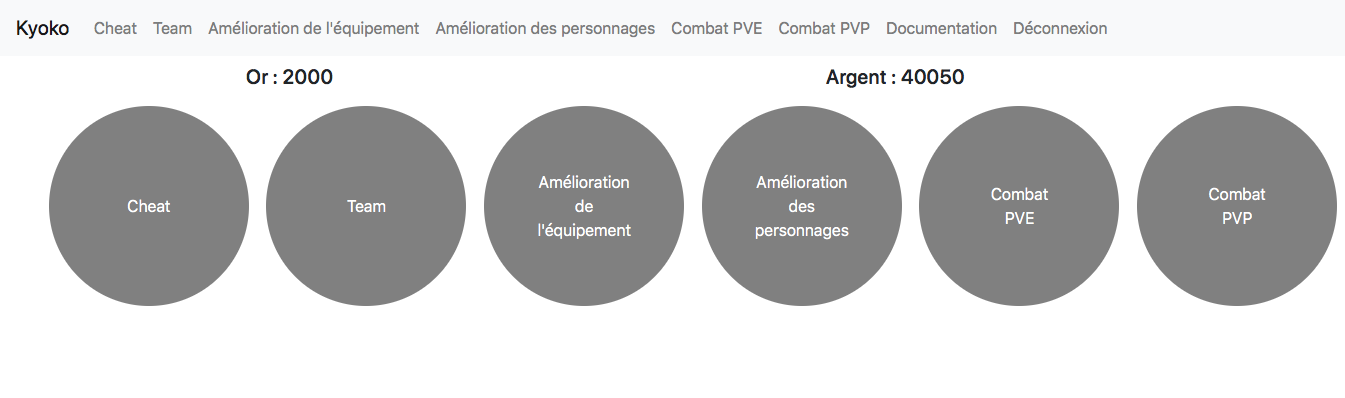 Kyoko Cheat Team Amélioration de l'équipement Amélioration des personnages Combat PVE Combat PVP Documentation Déconnexion
Or : 2000
Argent : 40050
Cheat
Team
Amélioration
de
l'équipement
Amélioration
des
personnages
Combat
PVE
Combat
PVP